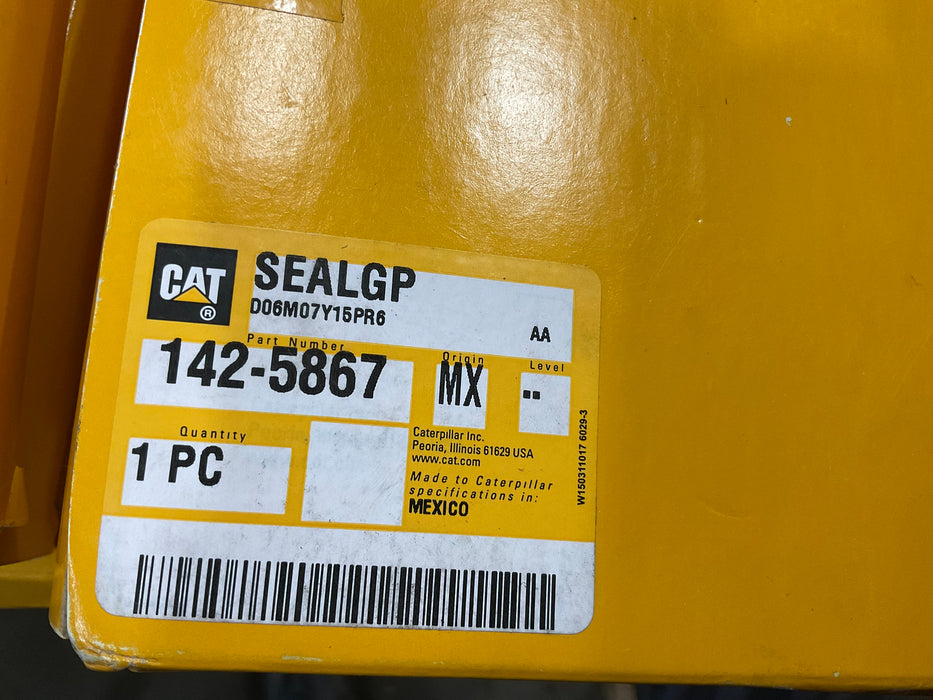 CAT ®
SEALGP
D06M07Y15PR6
AA
Part Number
142-5867
Origin
MX
Level
--
Quantity
1 PC
Caterpillar Inc.
Peoria, Illinois 61629 USA
www.cat.com
Made to Caterpillar
specifications in:
MEXICO
W150311017 6029-3